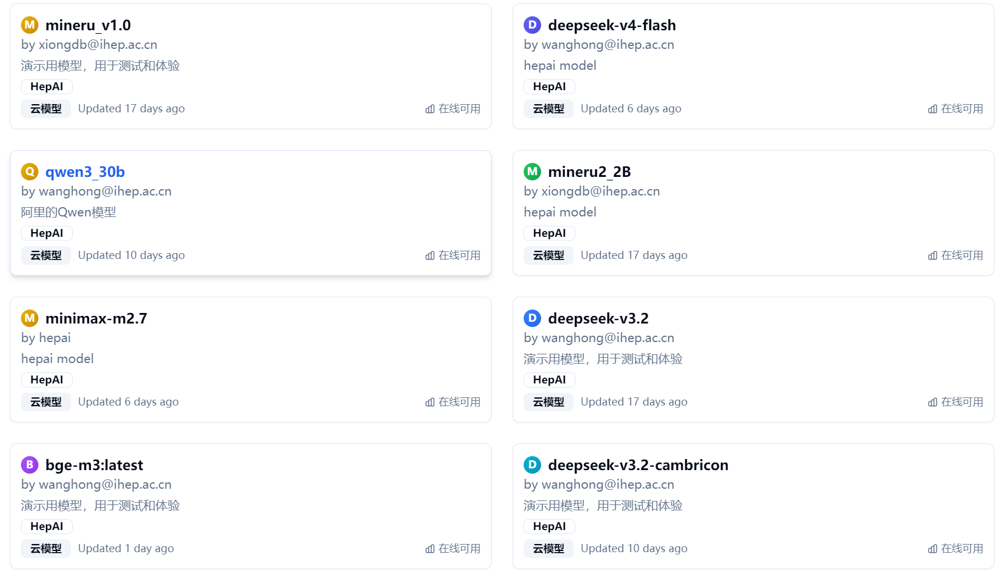 M mineru_v1.0
by xiongdb@ihep.ac.cn
演示用模型，用于测试和体验
HepAI
云模型 Updated 17 days ago 在线可用
D deepseek-v4-flash
by wanghong@ihep.ac.cn
hepai model
HepAI
云模型 Updated 6 days ago 在线可用
Q qwen3_30b
by wanghong@ihep.ac.cn
阿里的Qwen模型
HepAI
云模型 Updated 10 days ago 在线可用
M mineru2_2B
by xiongdb@ihep.ac.cn
hepai model
HepAI
云模型 Updated 17 days ago 在线可用
M minimax-m2.7
by hepai
hepai model
HepAI
云模型 Updated 6 days ago 在线可用
D deepseek-v3.2
by wanghong@ihep.ac.cn
演示用模型，用于测试和体验
HepAI
云模型 Updated 17 days ago 在线可用
B bge-m3:latest
by wanghong@ihep.ac.cn
演示用模型，用于测试和体验
HepAI
云模型 Updated 1 day ago 在线可用
D deepseek-v3.2-cambricon
by wanghong@ihep.ac.cn
演示用模型，用于测试和体验
HepAI
云模型 Updated 10 days ago 在线可用